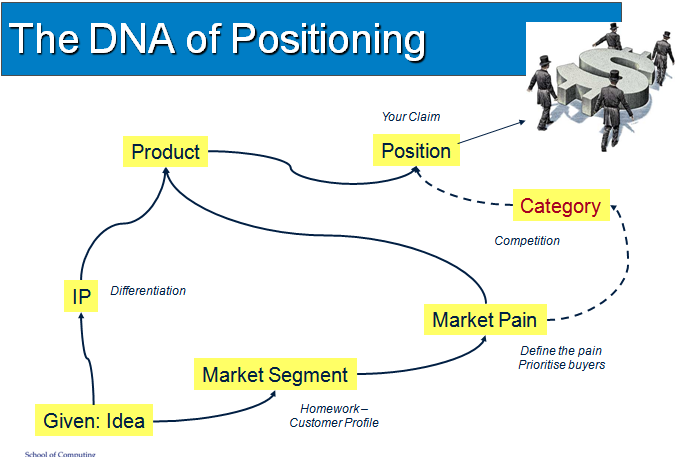 The DNA of Positioning
Your Claim
Product
Position
Category
Competition
IP
Differentiation
Market Pain
Define the pain
Prioritise buyers
Market Segment
Homework –
Customer Profile
Given: Idea
School of Computing